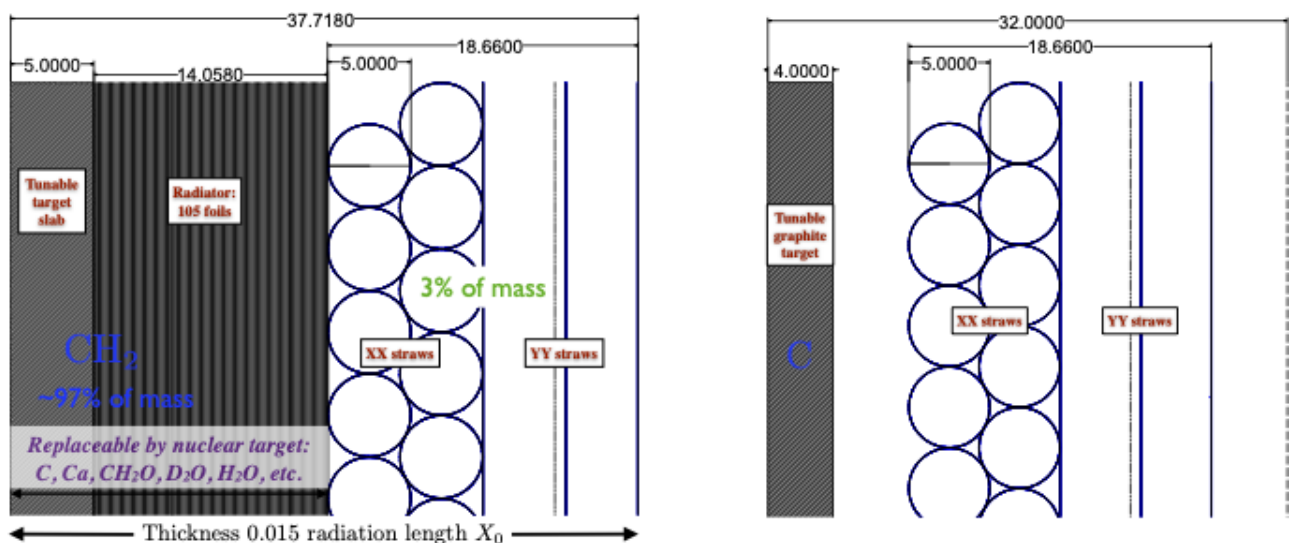 37.7180
18.6600
5.0000
14.0580
5.0000
Tunable
target
slab
Radiator:
105 foils
3% of mass
CH₂
~97% of mass
XX straws
YY straws
Replaceable by nuclear target:
C, Ca, CH₂O, D₂O, H₂O, etc.
Thickness 0.015 radiation length X₀
32.0000
18.6600
4.0000
5.0000
Tunable
graphite
target
XX straws
YY straws
C